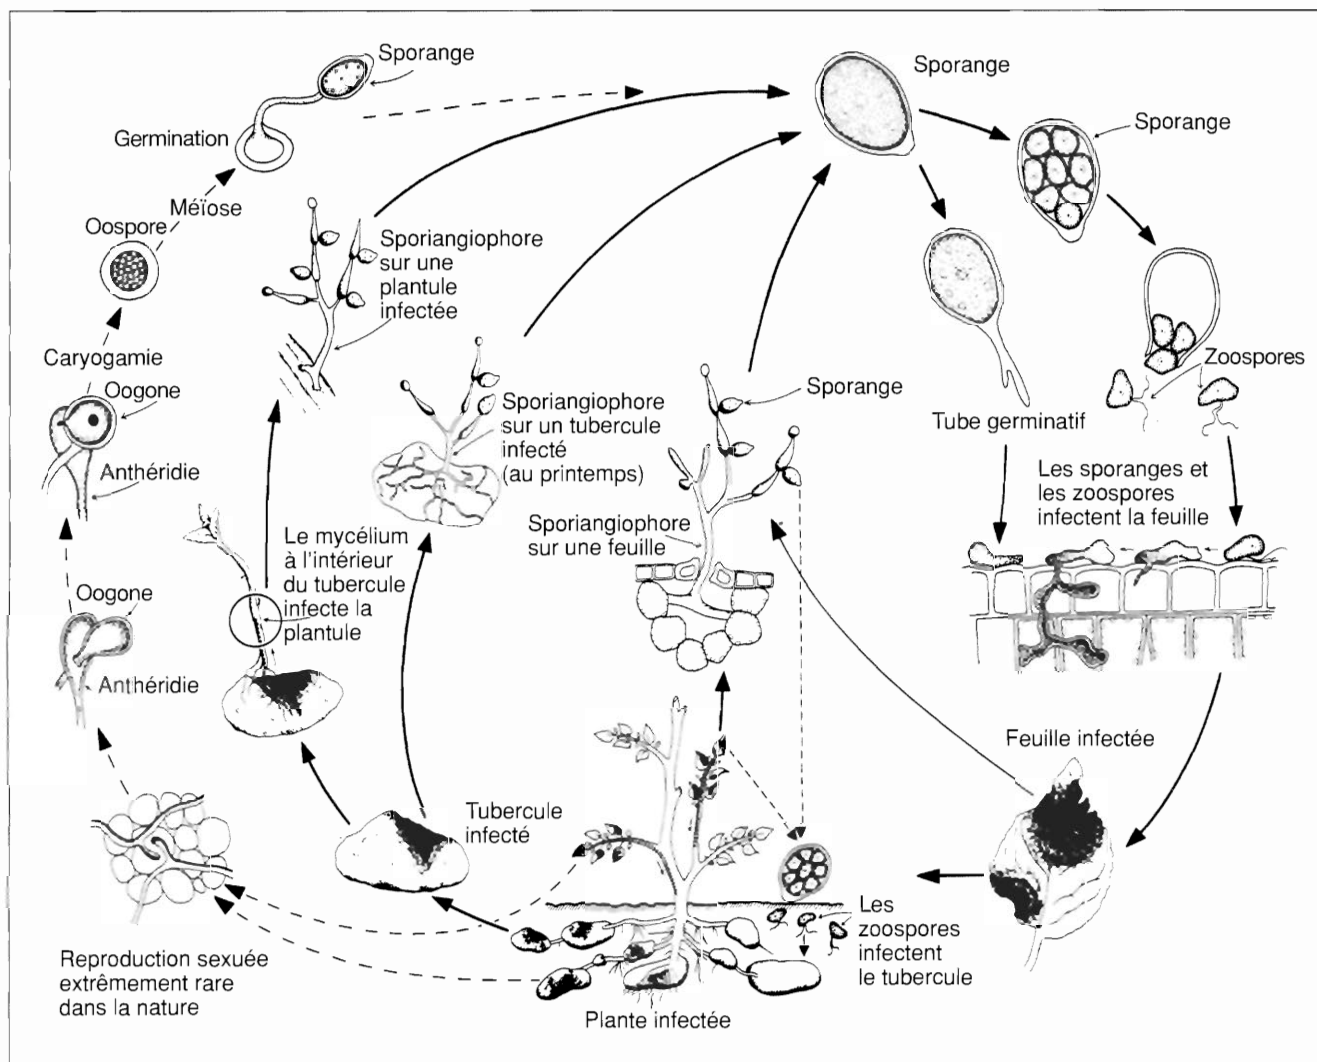 Sporange
Germination
Méïose
Oospore
Caryogamie
Oogone
Anthéridie
Oogone
Anthéridie
Reproduction sexuée
extrêmement rare
dans la nature
Sporiangiophore
sur une
plantule
infectée
Sporiangiophore
sur un tubercule
infecté
(au printemps)
Le mycélium
à l'intérieur
du tubercule
infecte la
plantule
Tubercule
infecté
Sporange
Sporiangiophore
sur une feuille
Plante infectée
Sporange
Sporange
Zoospores
Tube germinatif
Les sporanges et
les zoospores
infectent la feuille
Feuille infectée
Les
zoospores
infectent
le tubercule